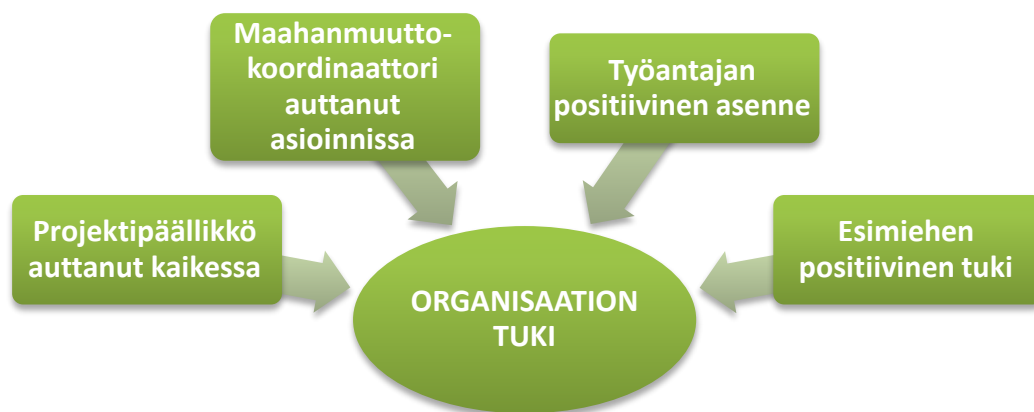 Maahanmuutto-
koordinaattori
auttanut
asioinnissa
Työantajan
positiivinen asenne
Projektipäällikkö
auttanut kaikessa
Esimiehen
positiivinen tuki
ORGANISAATION
TUKI